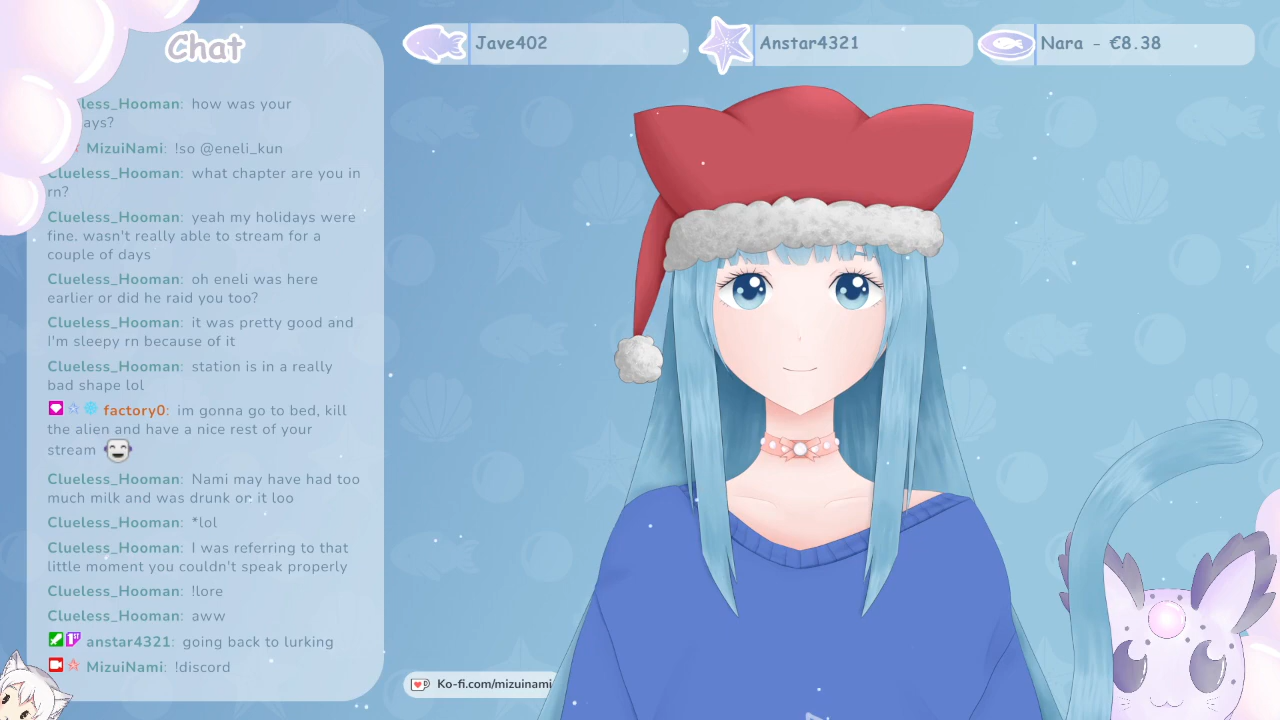 Chat
Jave402
Anstar4321
Nara - €8.38
less_Hooman: how was your
ays?
MizuiNami: !so @eneli_kun
Clueless_Hooman: what chapter are you in
rn?
Clueless_Hooman: yeah my holidays were
fine. wasn't really able to stream for a
couple of days
Clueless_Hooman: oh eneli was here
earlier or did he raid you too?
Clueless_Hooman: it was pretty good and
I'm sleepy rn because of it
Clueless_Hooman: station is in a really
bad shape lol
factory0: im gonna go to bed, kill
the alien and have a nice rest of your
stream
Clueless_Hooman: Nami may have had too
much milk and was drunk on it loo
Clueless_Hooman: *lol
Clueless_Hooman: I was referring to that
little moment you couldn't speak properly
Clueless_Hooman: !lore
Clueless_Hooman: aww
anstar4321: going back to lurking
MizuiNami: !discord
Ko-fi.com/mizuinami